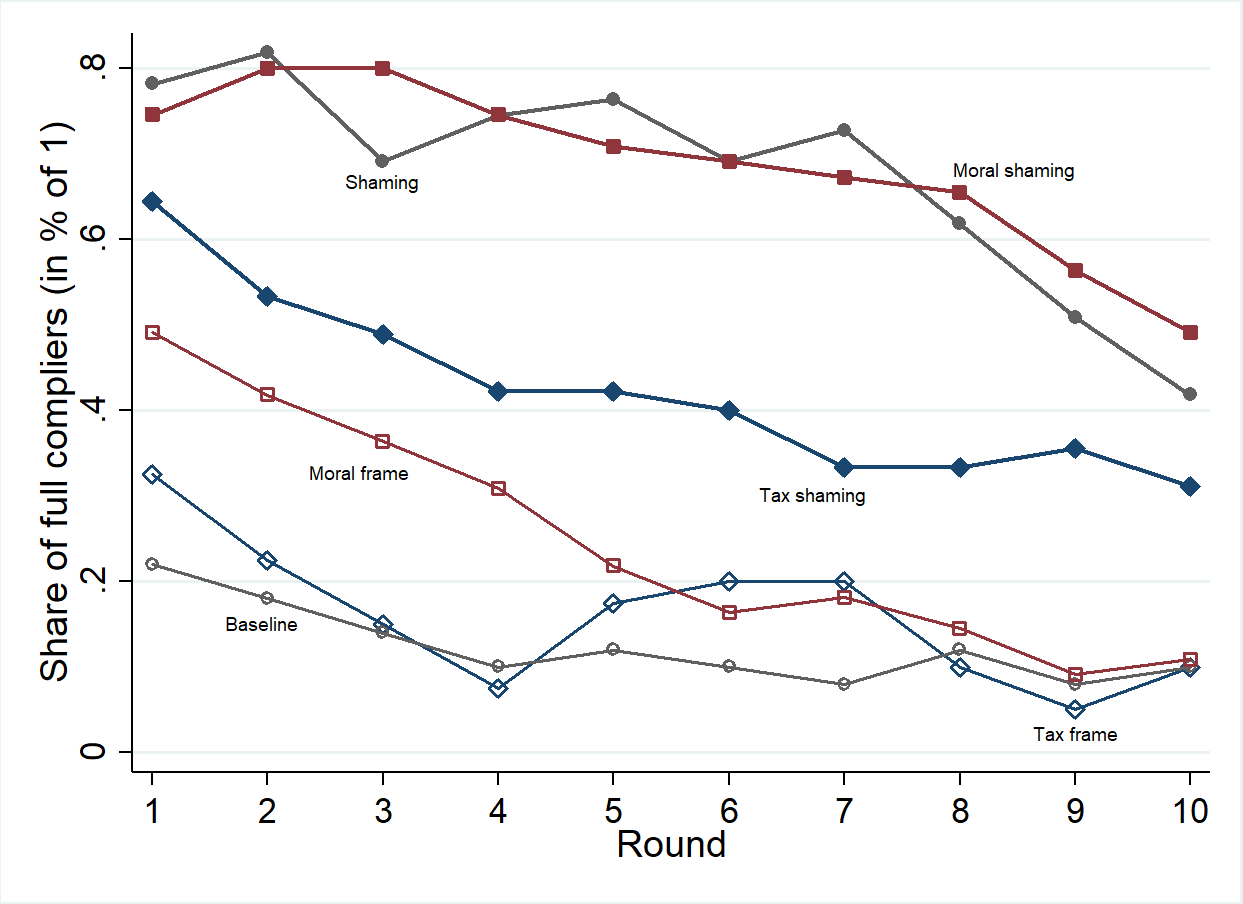 Share of full compliers (in % of 1)
.8
.6
.4
.2
0
Shaming
Moral shaming
Moral frame
Tax shaming
Baseline
Tax frame
1 2 3 4 5 6 7 8 9 10
Round